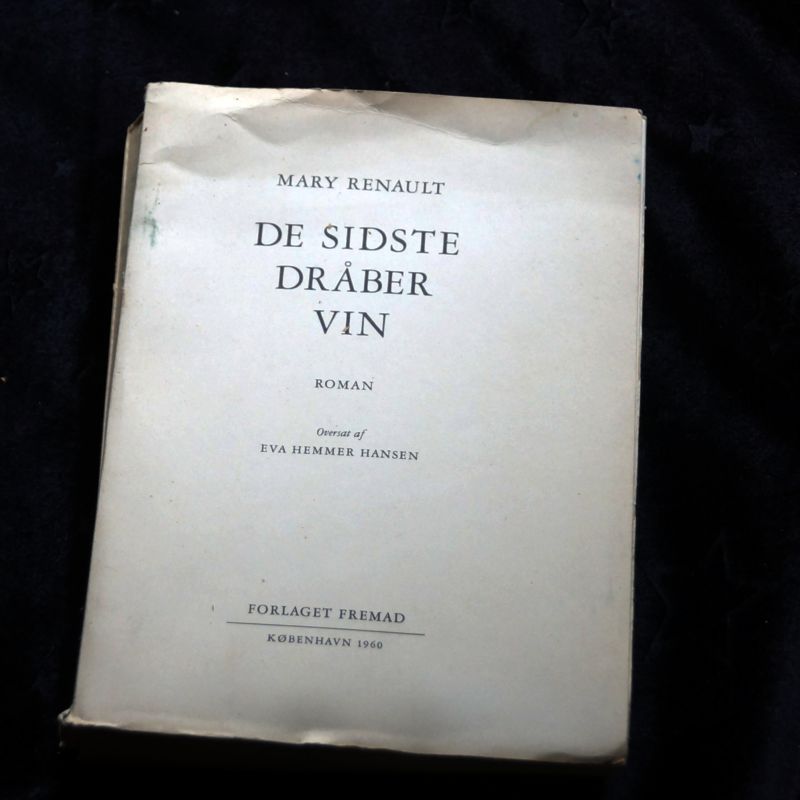 MARY RENAULT
DE SIDSTE
DRÅBER
VIN
ROMAN
Oversat af
EVA HEMMER HANSEN
FORLAGET FREMAD
KØBENHAVN 1960